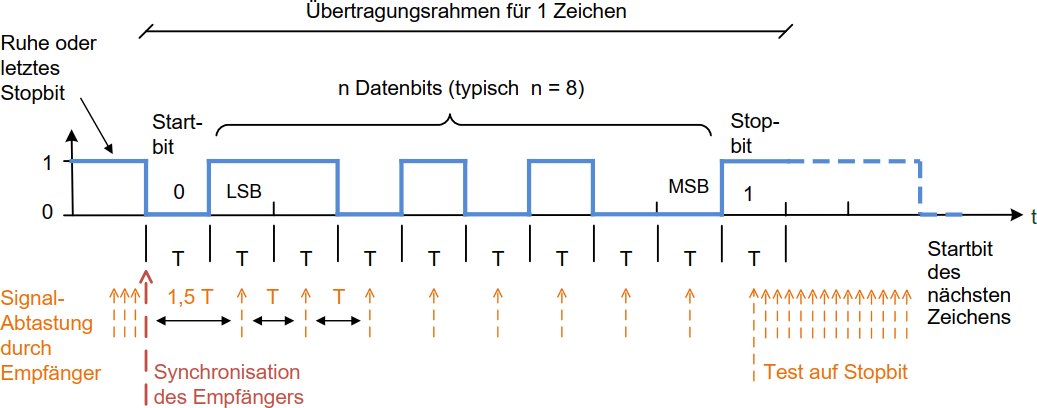 Übertragungsrahmen für 1 Zeichen
Ruhe oder
letztes
Stopbit
n Datenbits (typisch n = 8)
Start-
bit
Stop-
bit
1
0
LSB
MSB
1
0
t
T T T T T T T T T T
Startbit
des
nächsten
Zeichens
Signal-
Abtastung
durch
Empfänger
1,5 T T T
Synchronisation
des Empfängers
Test auf Stopbit